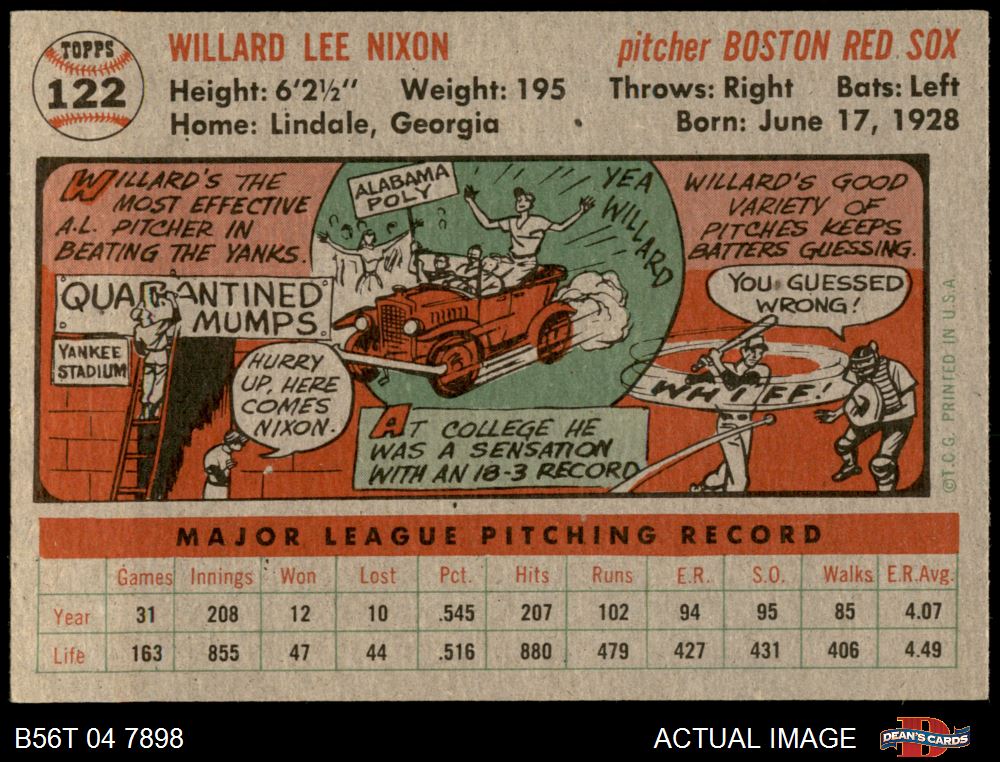 TOPPS
122
WILLARD LEE NIXON
pitcher BOSTON RED SOX
Height: 6'2½" Weight: 195 Throws: Right Bats: Left
Home: Lindale, Georgia Born: June 17, 1928
WILLARD'S THE
MOST EFFECTIVE
A.L. PITCHER IN
BEATING THE YANKS.
QUARANTINED
MUMPS.
YANKEE
STADIUM
HURRY
UP, HERE
COMES
NIXON.
ALABAMA
POLY
YEA
WILLARD
AT COLLEGE HE
WAS A SENSATION
WITH AN 18-3 RECORD
WILLARD'S GOOD
VARIETY OF
PITCHES KEEPS
BATTERS GUESSING.
YOU GUESSED
WRONG!
WHIFF!
©T.C.G. PRINTED IN U.S.A
MAJOR LEAGUE PITCHING RECORD
Games Innings Won Lost Pct. Hits Runs E.R. S.O. Walks E.R.Avg.
Year 31 208 12 10 .545 207 102 94 95 85 4.07
Life 163 855 47 44 .516 880 479 427 431 406 4.49
B56T 04 7898
ACTUAL IMAGE
D
DEAN'S CARDS